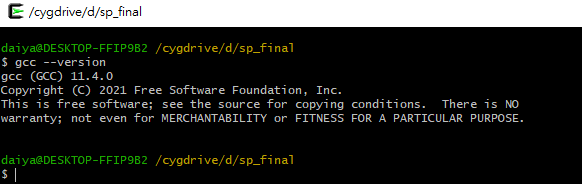 /cygdrive/d/sp_final
daiya@DESKTOP-FFIP9B2 /cygdrive/d/sp_final
$ gcc --version
gcc (GCC) 11.4.0
Copyright (C) 2021 Free Software Foundation, Inc.
This is free software; see the source for copying conditions.  There is NO
warranty; not even for MERCHANTABILITY or FITNESS FOR A PARTICULAR PURPOSE.
daiya@DESKTOP-FFIP9B2 /cygdrive/d/sp_final
$